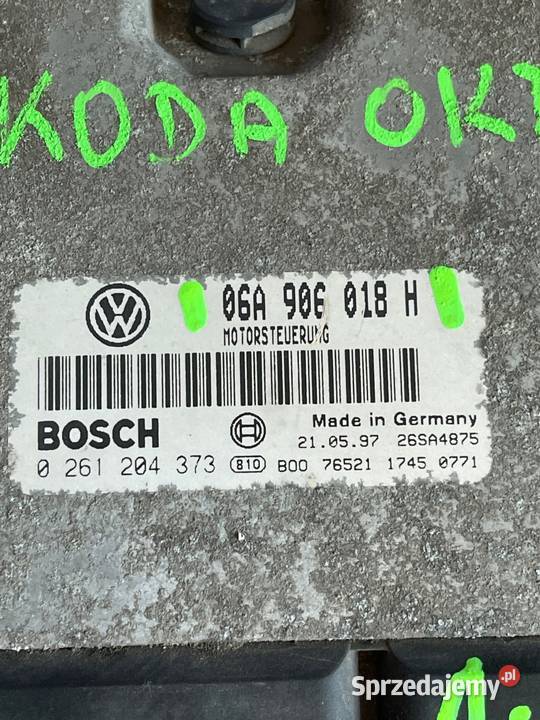 KODA OK
06A 906 018 H
MOTORSTEUERUNG
BOSCH
Made in Germany
21.05.97 26SA4875
0 261 204 373 810 B00 76521 1745 0771
Sprzedajemy.pl